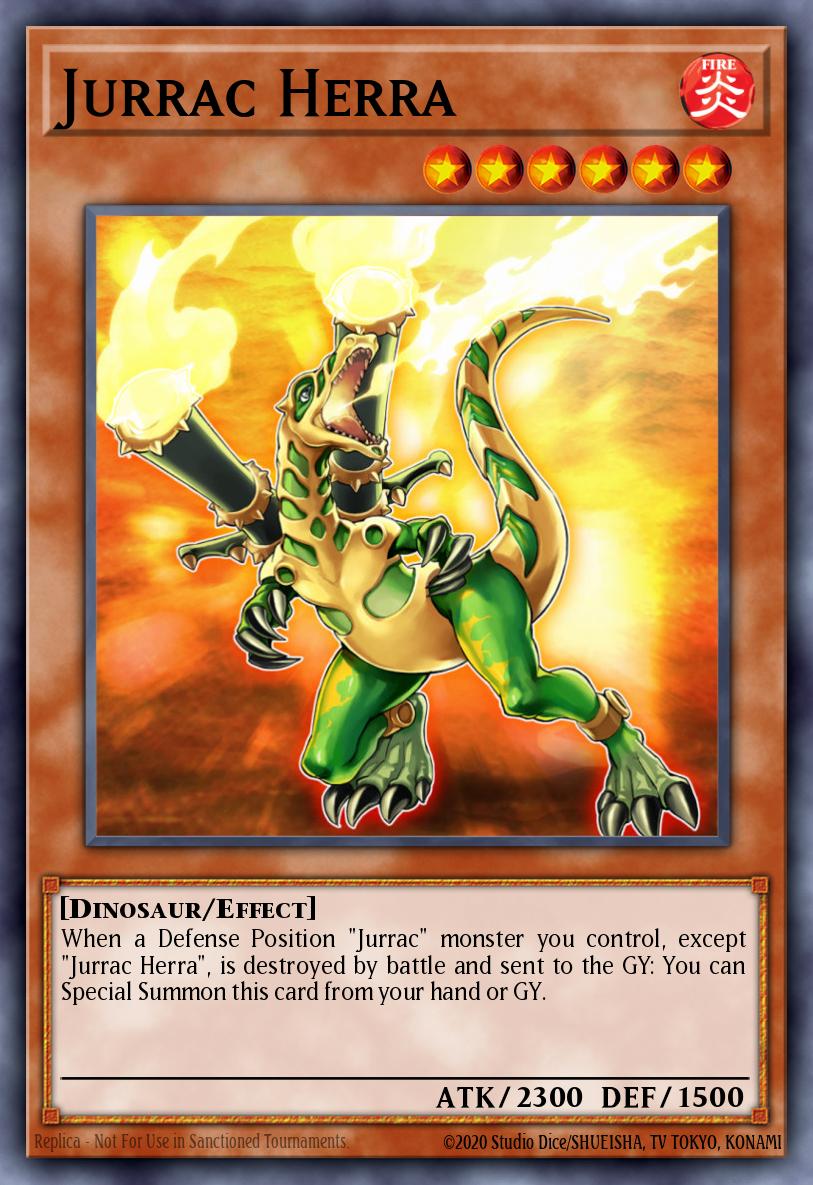 Jurrac Herra
FIRE
炎
[Dinosaur/Effect]
When a Defense Position "Jurrac" monster you control, except
"Jurrac Herra", is destroyed by battle and sent to the GY: You can
Special Summon this card from your hand or GY.
ATK/2300 DEF/1500
Replica - Not For Use in Sanctioned Tournaments.
©2020 Studio Dice/SHUEISHA, TV TOKYO, KONAMI